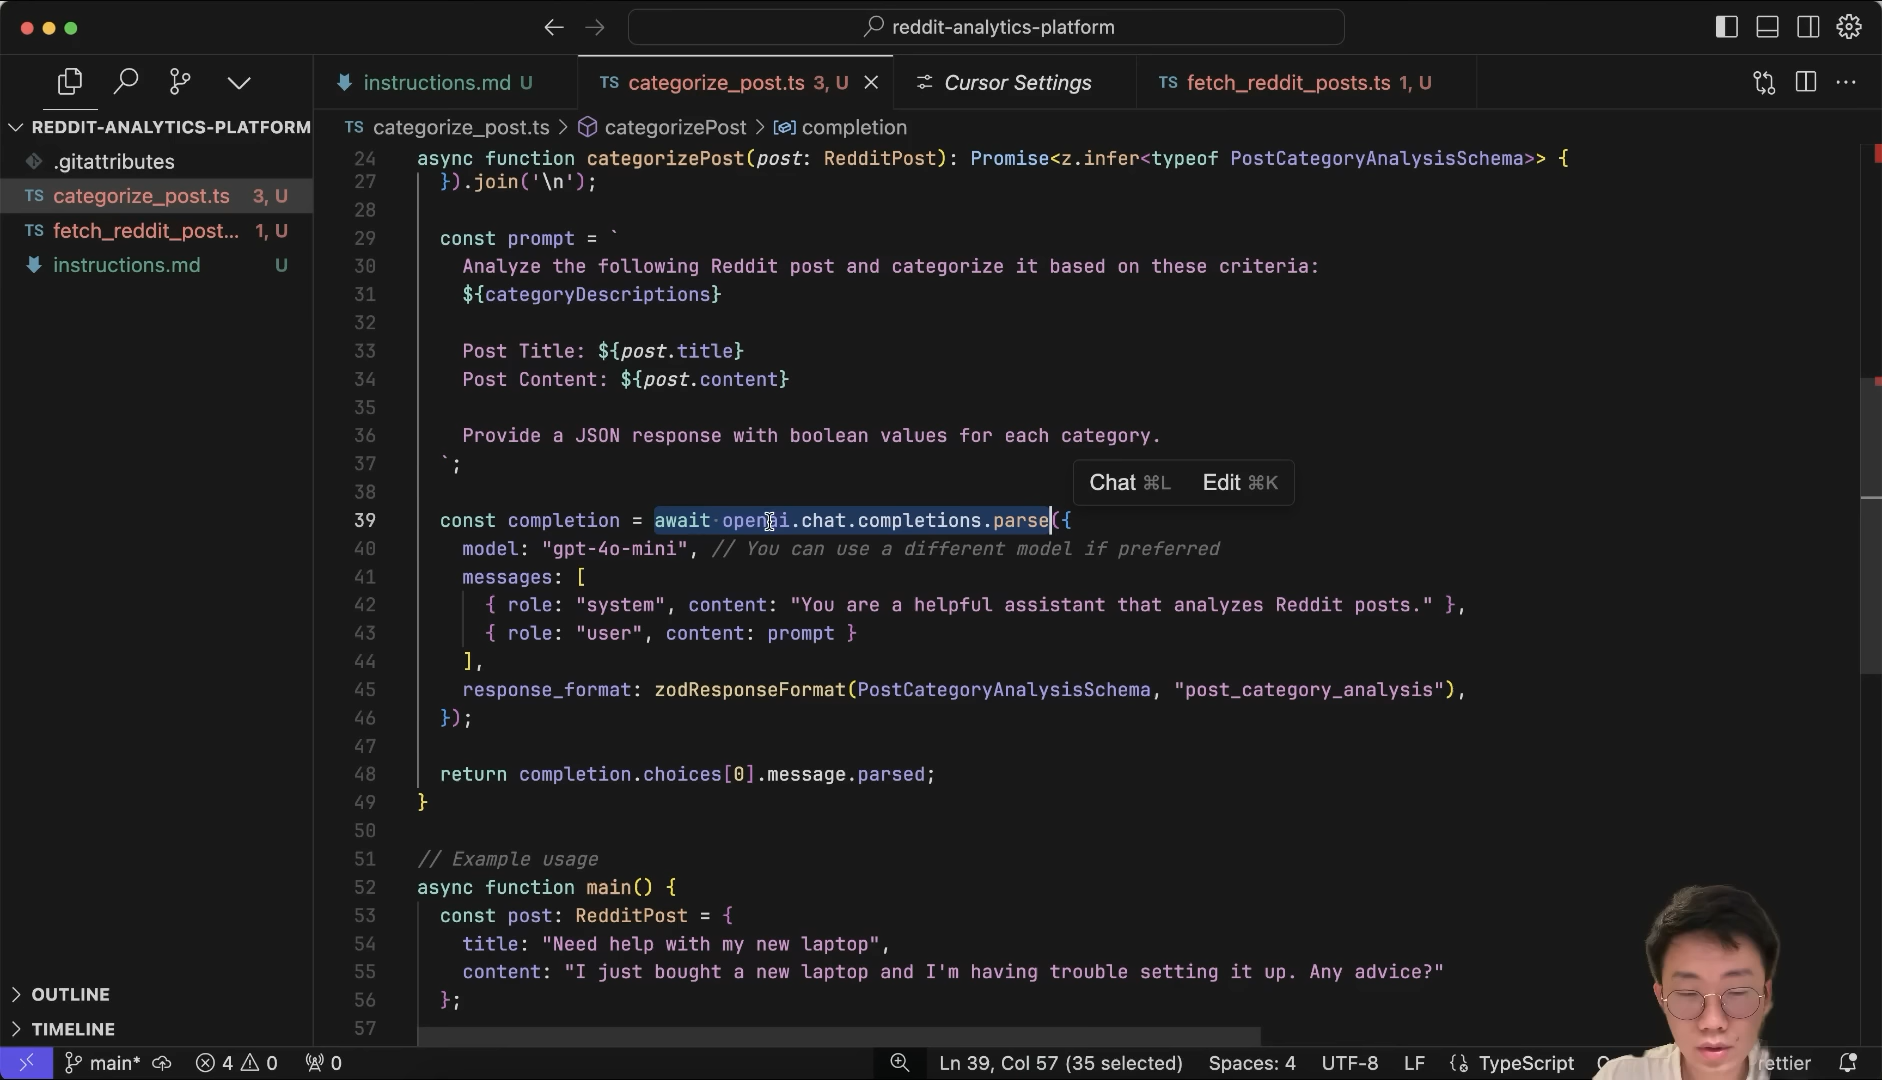 reddit-analytics-platform
instructions.md U
TS categorize_post.ts 3, U
Cursor Settings
TS fetch_reddit_posts.ts 1, U
REDDIT-ANALYTICS-PLATFORM
TS categorize_post.ts > categorizePost > completion
.gitattributes
TS categorize_post.ts 3, U
TS fetch_reddit_post... 1, U
instructions.md U
24 async function categorizePost(post: RedditPost): Promise<z.infer<typeof PostCategoryAnalysisSchema>> {
27 }).join('\n');
28
29 const prompt = `
30 Analyze the following Reddit post and categorize it based on these criteria:
31 ${categoryDescriptions}
32
33 Post Title: ${post.title}
34 Post Content: ${post.content}
35
36 Provide a JSON response with boolean values for each category.
37 `;
Chat ⌘L Edit ⌘K
38
39 const completion = await openai.chat.completions.parse({
40 model: "gpt-4o-mini", // You can use a different model if preferred
41 messages: [
42 { role: "system", content: "You are a helpful assistant that analyzes Reddit posts." },
43 { role: "user", content: prompt }
44 ],
45 response_format: zodResponseFormat(PostCategoryAnalysisSchema, "post_category_analysis"),
46 });
47
48 return completion.choices[0].message.parsed;
49 }
50
51 // Example usage
52 async function main() {
53 const post: RedditPost = {
54 title: "Need help with my new laptop",
55 content: "I just bought a new laptop and I'm having trouble setting it up. Any advice?"
56 };
57
OUTLINE
TIMELINE
main* 4 0 0 Ln 39, Col 57 (35 selected) Spaces: 4 UTF-8 LF {} TypeScript